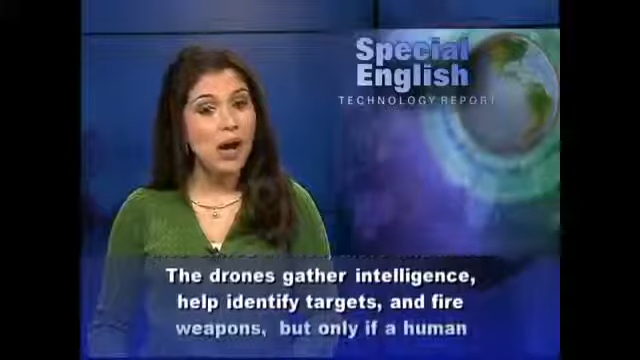 Special
English
TECHNOLOGY REPORT
The drones gather intelligence,
help identify targets, and fire
weapons, but only if a human